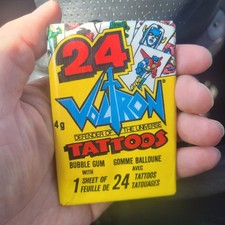 24
VOLTRON
4g
DEFENDER OF THE UNIVERSE
TATTOOS
BUBBLE GUM GOMME BALLOUNE
WITH AVEC
1 SHEET OF 24 TATTOOS
FEUILLE DE TATOUAGES